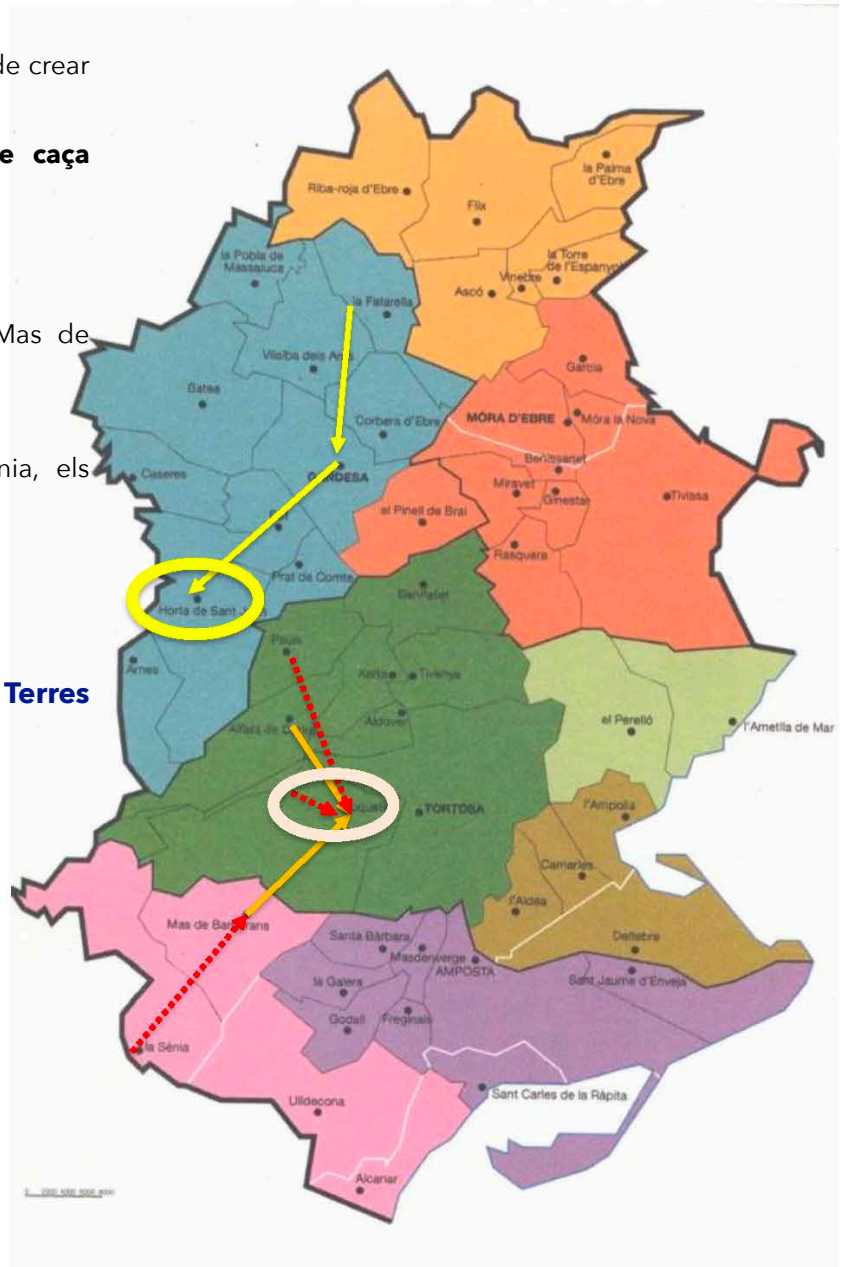 de crear
e caça
Mas de
nia, els
Terres
la Palma
d'Ebre
Riba-roja d'Ebre
Flix
la Pobla de
Massaluca
la Torre
de l'Espanyol
Vinebre
Ascó
la Fatarella
Vilalba dels
Garcia
Batea
Corbera d'Ebre
MÓRA D'EBRE
Móra la Nova
Benissanet
Caseres
Miravet
Ginestar
Tivissa
el Pinell de Brai
Rasquera
Prat de Comte
Horta de Sant
Benifallet
Arnes
Paüls
Xerta
Tivenys
Alfara de
Aldover
el Perelló
l'Ametlla de Mar
TORTOSA
l'Ampolla
Camarles
l'Aldea
Mas de
Santa Bàrbara
Masdenverge
AMPOSTA
Deltebre
Sant Jaume d'Enveja
la Galera
Godall
Freginals
la Sénia
Ulldecona
Sant Carles de la Ràpita
Alcanar